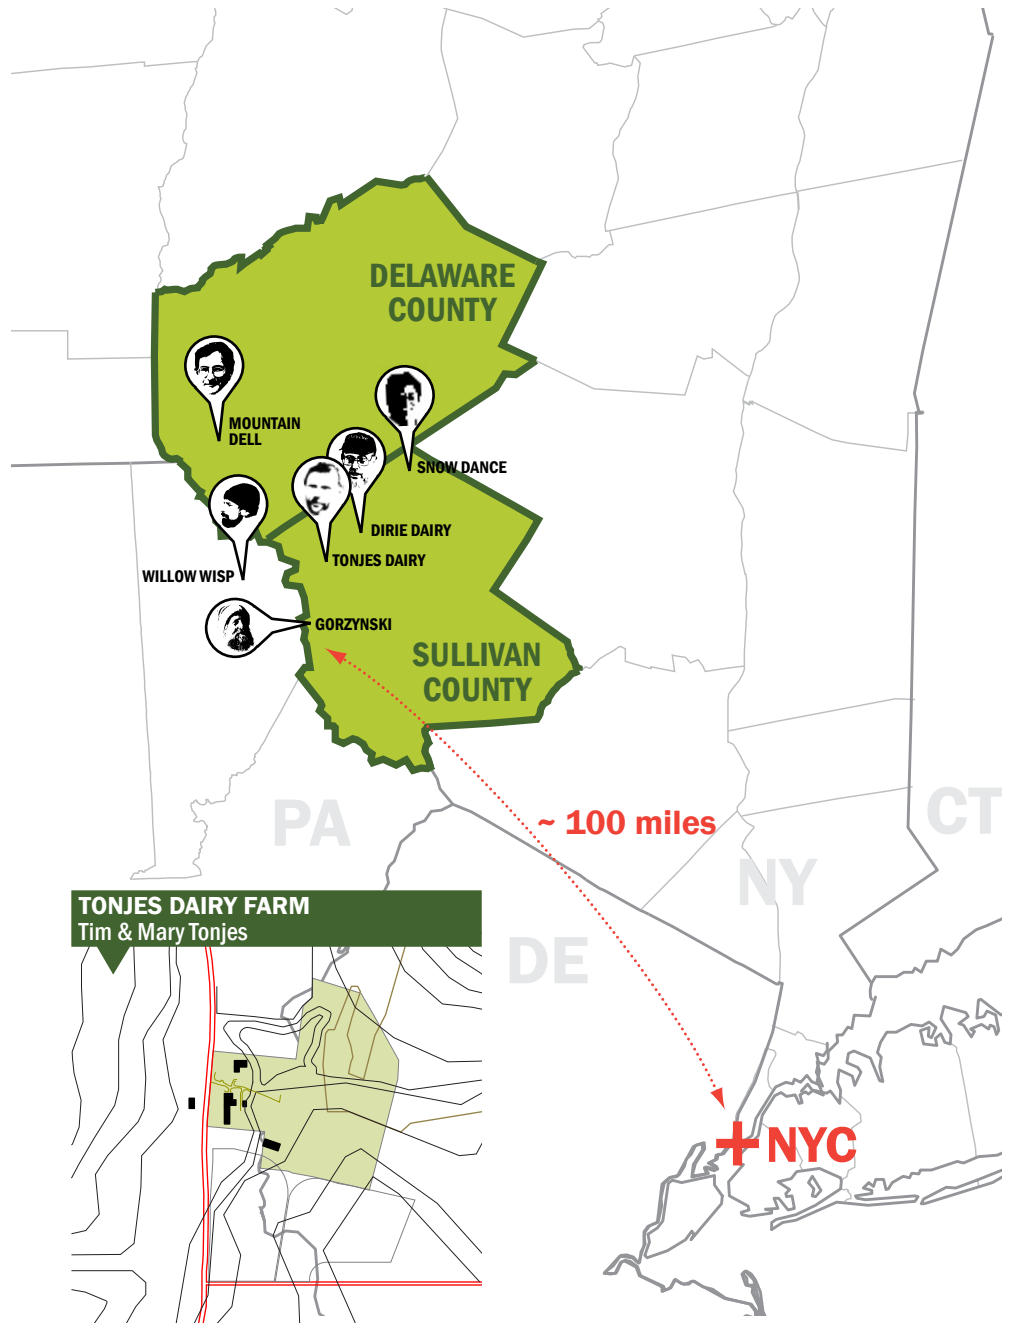 DELAWARE
COUNTY
MOUNTAIN
DELL
SNOW DANCE
DIRIE DAIRY
TONJES DAIRY
WILLOW WISP
GORZYNSKI
SULLIVAN
COUNTY
PA
~ 100 miles
CT
NY
TONJES DAIRY FARM
Tim & Mary Tonjes
DE
NYC